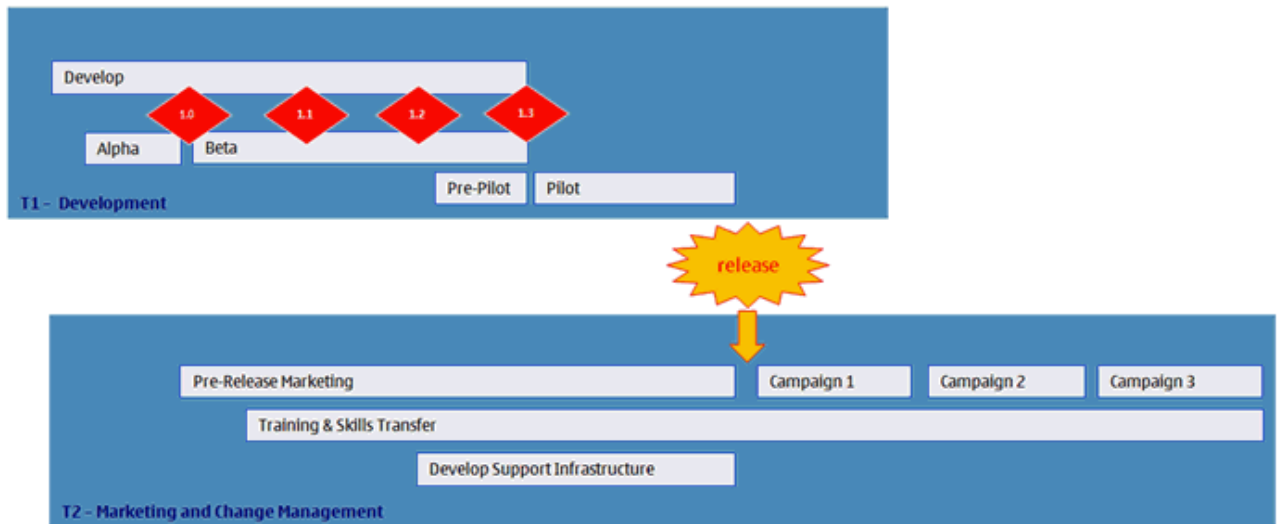 Develop
1.0
1.1
1.2
1.3
Alpha
Beta
Pre-Pilot
Pilot
T1 - Development
release
Pre-Release Marketing
Campaign 1
Campaign 2
Campaign 3
Training & Skills Transfer
Develop Support Infrastructure
T2 - Marketing and Change Management